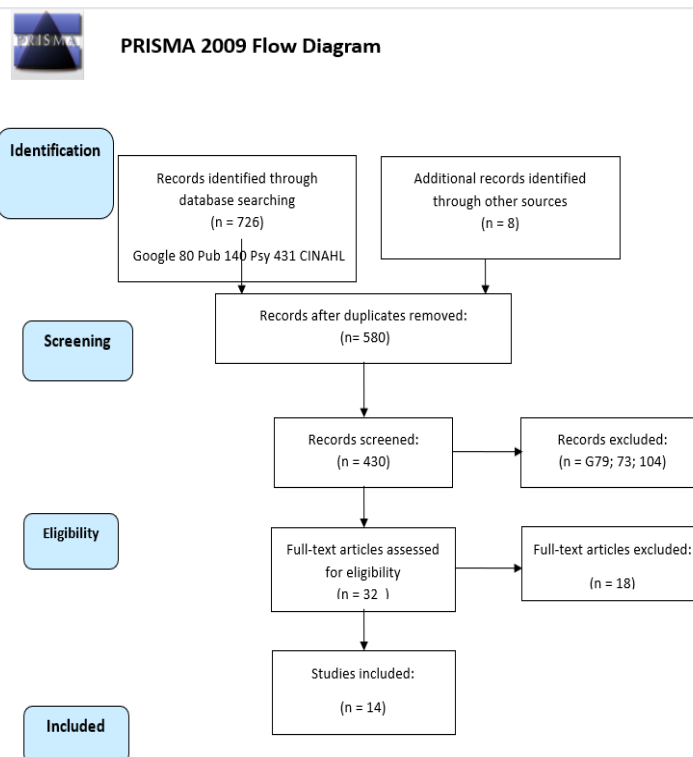 PRISMA
PRISMA 2009 Flow Diagram
Identification
Records identified through
database searching
(n = 726)
Google 80 Pub 140 Psy 431 CINAHL
Additional records identified
through other sources
(n = 8)
Records after duplicates removed:
(n= 580)
Screening
Records screened:
(n = 430)
Records excluded:
(n = G79; 73; 104)
Eligibility
Full-text articles assessed
for eligibility
(n = 32 )
Full-text articles excluded:
(n = 18)
Studies included:
(n = 14)
Included